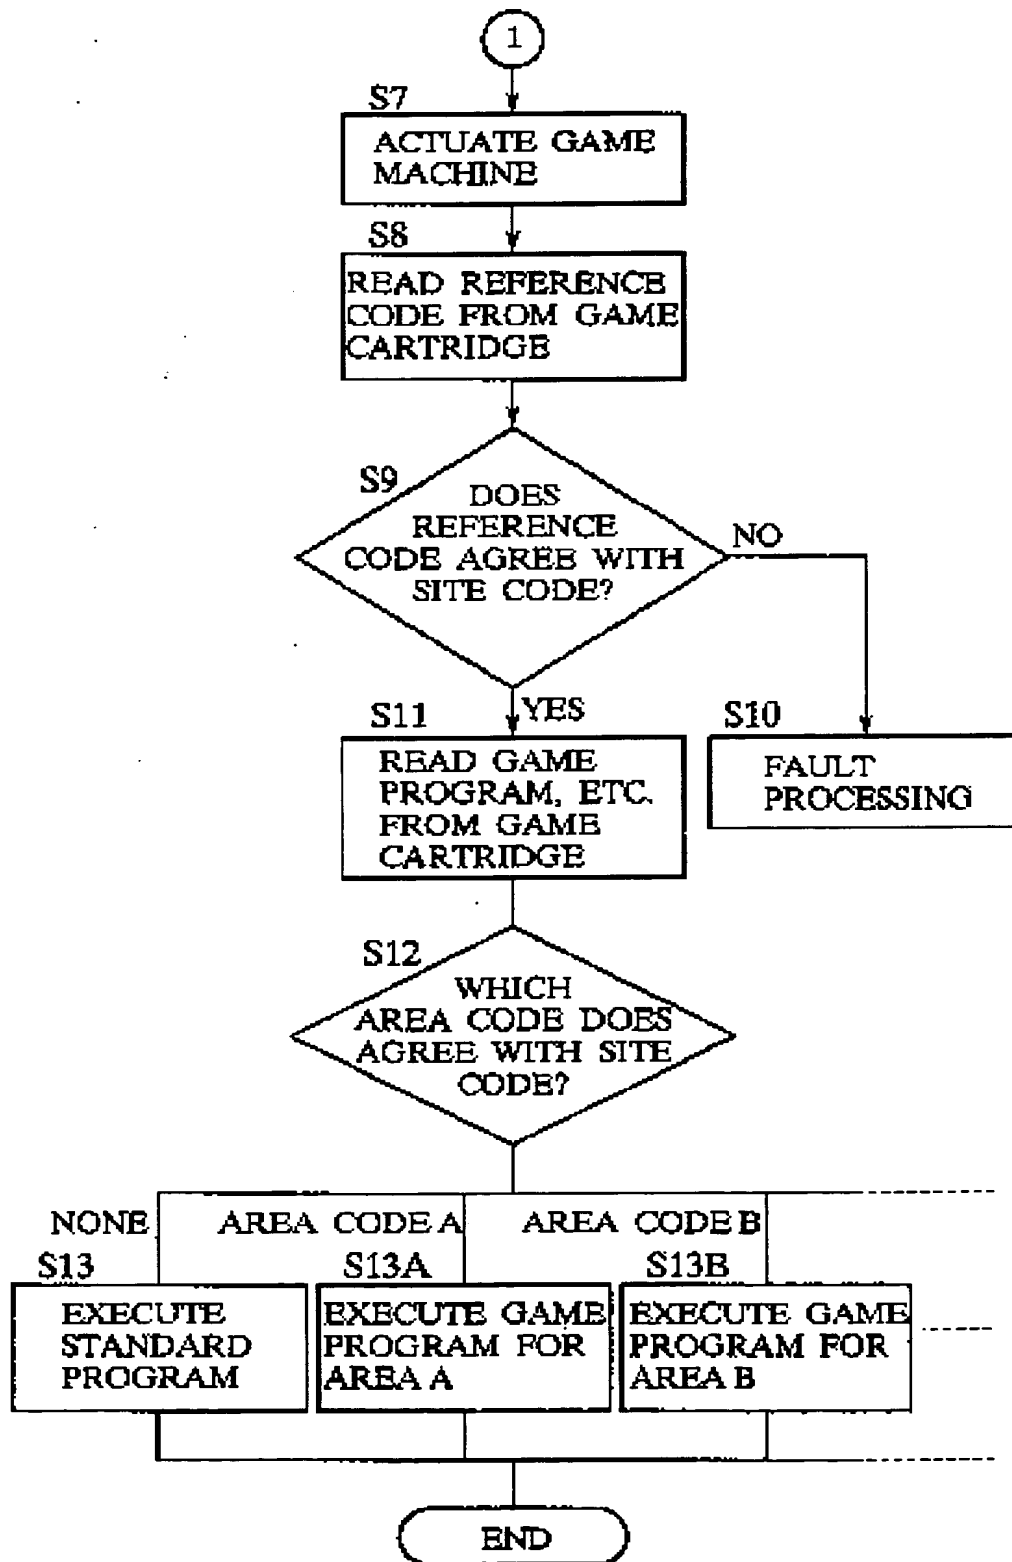 1
S7
ACTUATE GAME
MACHINE
S8
READ REFERENCE
CODE FROM GAME
CARTRIDGE
S9
DOES
REFERENCE
CODE AGREE WITH
SITE CODE?
NO
YES
S11
READ GAME
PROGRAM, ETC.
FROM GAME
CARTRIDGE
S10
FAULT
PROCESSING
S12
WHICH
AREA CODE DOES
AGREE WITH SITE
CODE?
NONE
AREA CODE A
AREA CODE B
S13
EXECUTE
STANDARD
PROGRAM
S13A
EXECUTE GAME
PROGRAM FOR
AREA A
S13B
EXECUTE GAME
PROGRAM FOR
AREA B
END